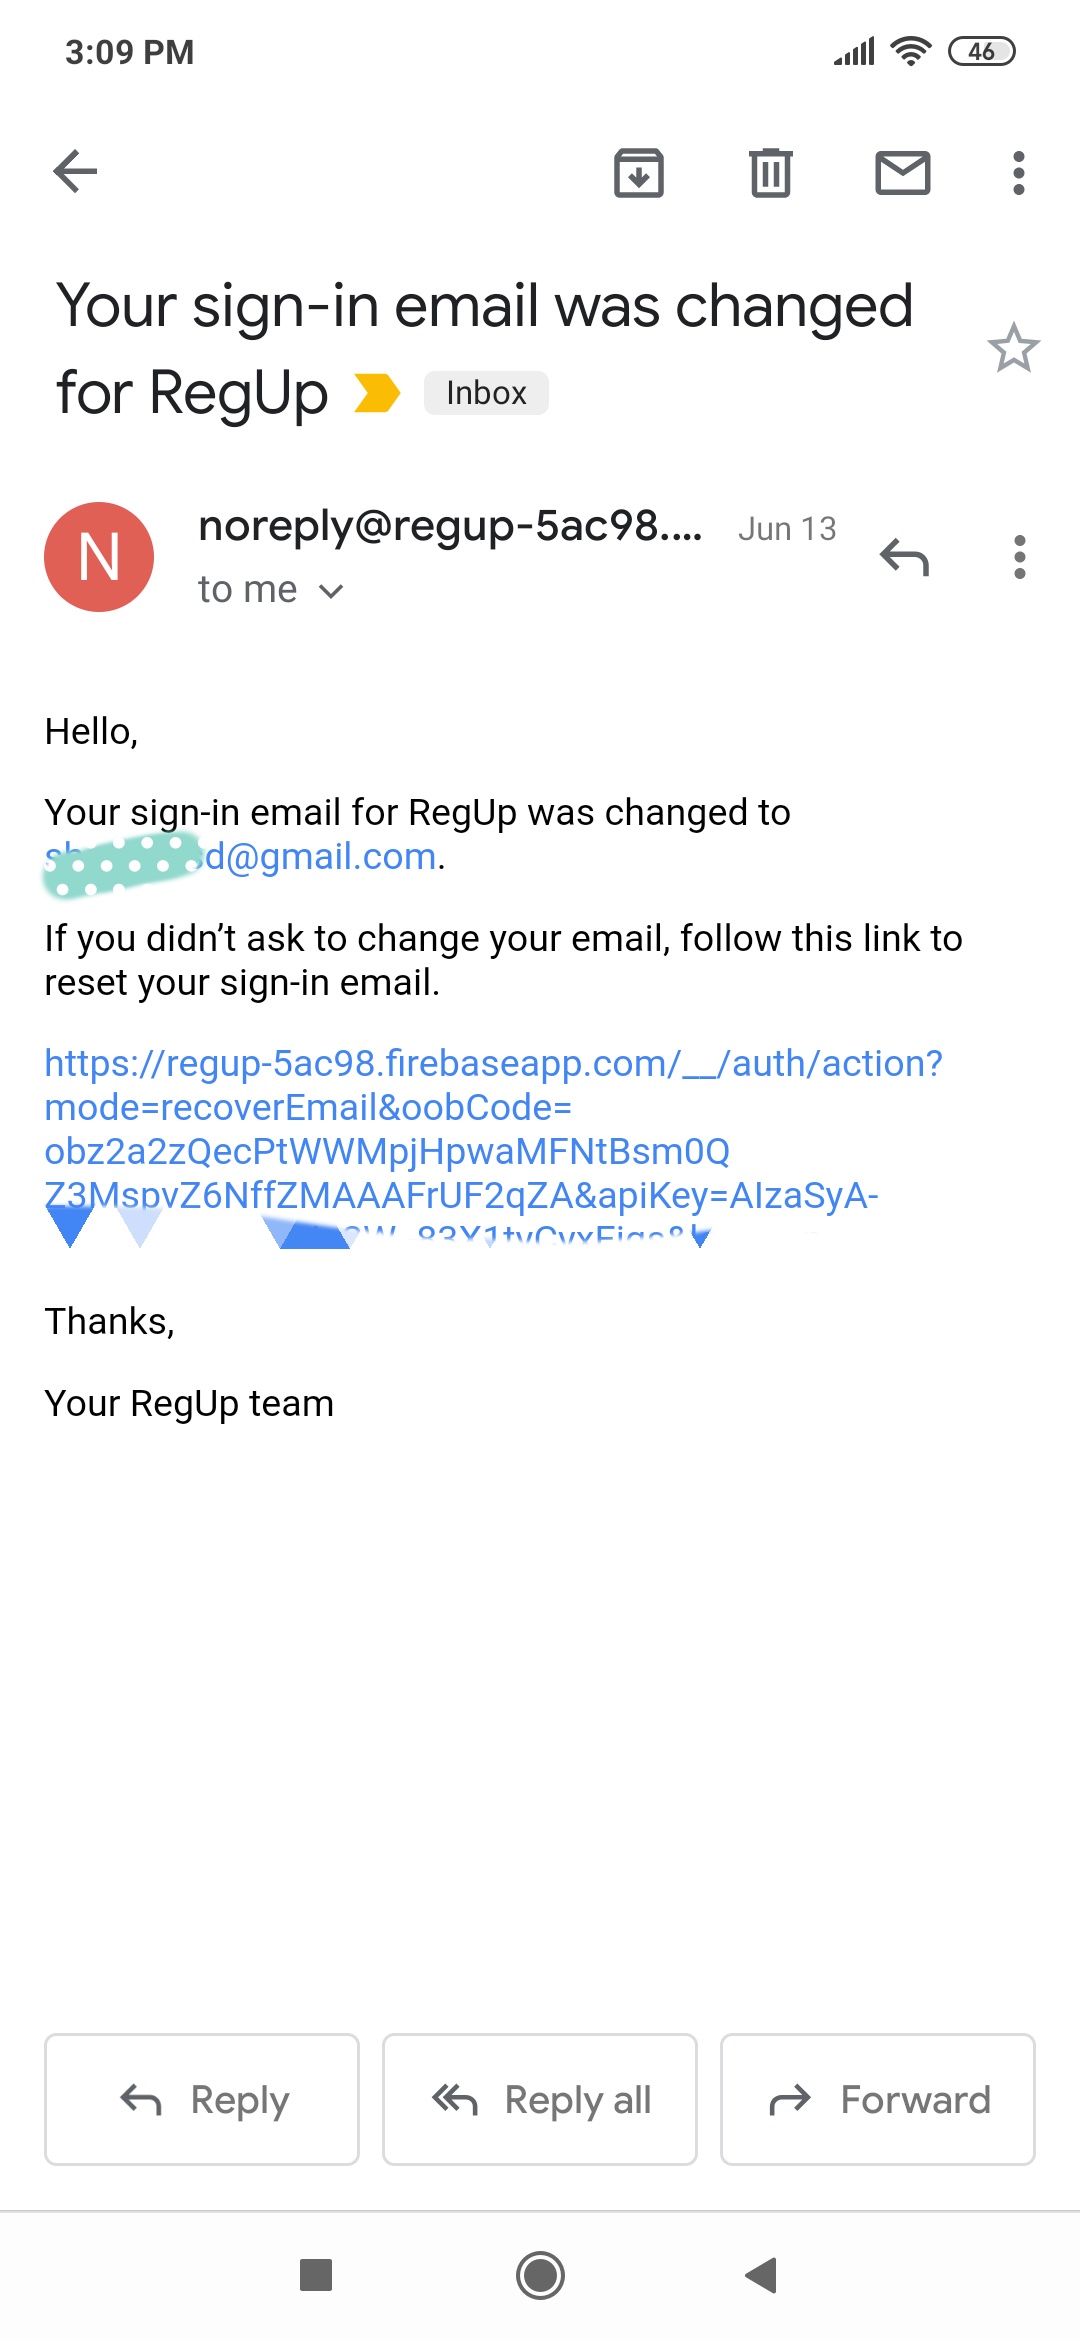 3:09 PM
46
Your sign-in email was changed
for RegUp
Inbox
noreply@regup-5ac98....
Jun 13
to me
N
Hello,
Your sign-in email for RegUp was changed to
d@gmail.com.
If you didn’t ask to change your email, follow this link to
reset your sign-in email.
https://regup-5ac98.firebaseapp.com/__/auth/action?
mode=recoverEmail&oobCode=
obz2a2zQecPtWWMpjHpwaMFNtBsm0Q
Z3MspvZ6NffZMAAAFrUF2qZA&apiKey=AIzaSyA-
Thanks,
Your RegUp team
Reply
Reply all
Forward